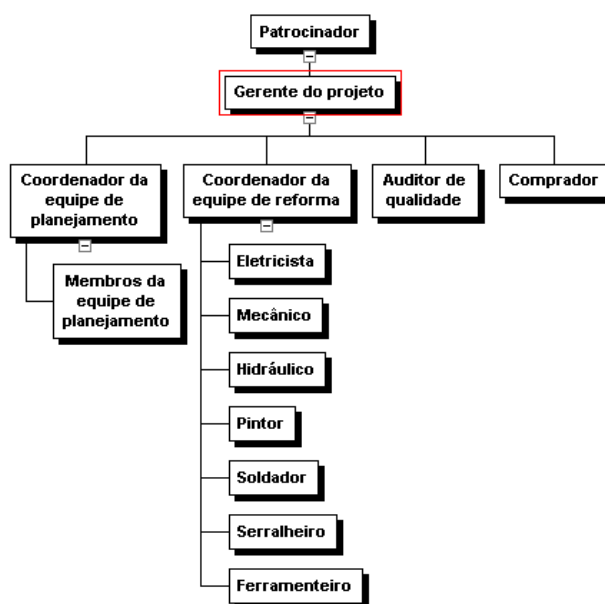 Patrocinador
Gerente do projeto
Coordenador da
equipe de
planejamento
Coordenador da
equipe de reforma
Auditor de
qualidade
Comprador
Membros da
equipe de
planejamento
Eletricista
Mecânico
Hidráulico
Pintor
Soldador
Serralheiro
Ferramenteiro